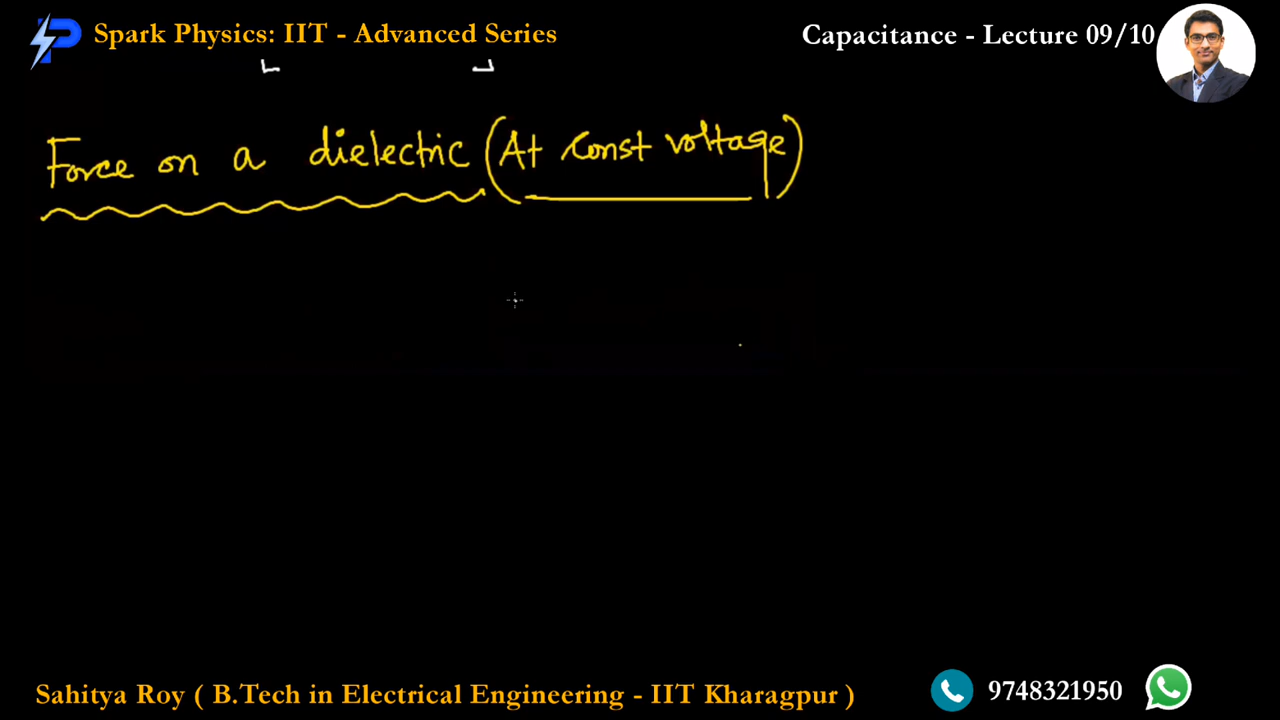 Spark Physics: IIT - Advanced Series
Capacitance - Lecture 09/10
Force on a dielectric (At const voltage)
Sahitya Roy ( B.Tech in Electrical Engineering - IIT Kharagpur )
9748321950